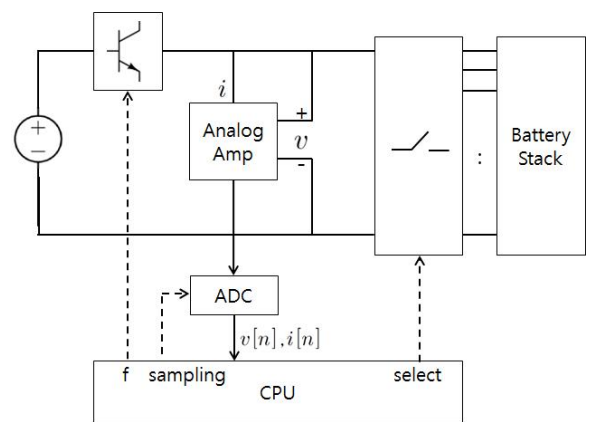 i
Analog
Amp
+
v
-
+
−
:
Battery
Stack
ADC
v[n],i[n]
f sampling select
CPU